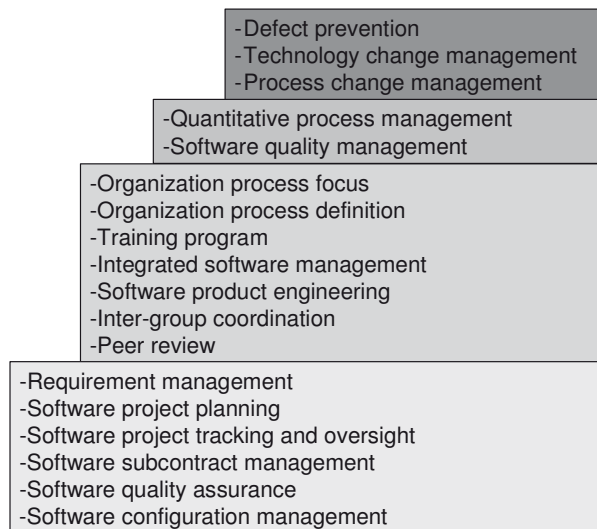 -Defect prevention
-Technology change management
-Process change management
-Quantitative process management
-Software quality management
-Organization process focus
-Organization process definition
-Training program
-Integrated software management
-Software product engineering
-Inter-group coordination
-Peer review
-Requirement management
-Software project planning
-Software project tracking and oversight
-Software subcontract management
-Software quality assurance
-Software configuration management